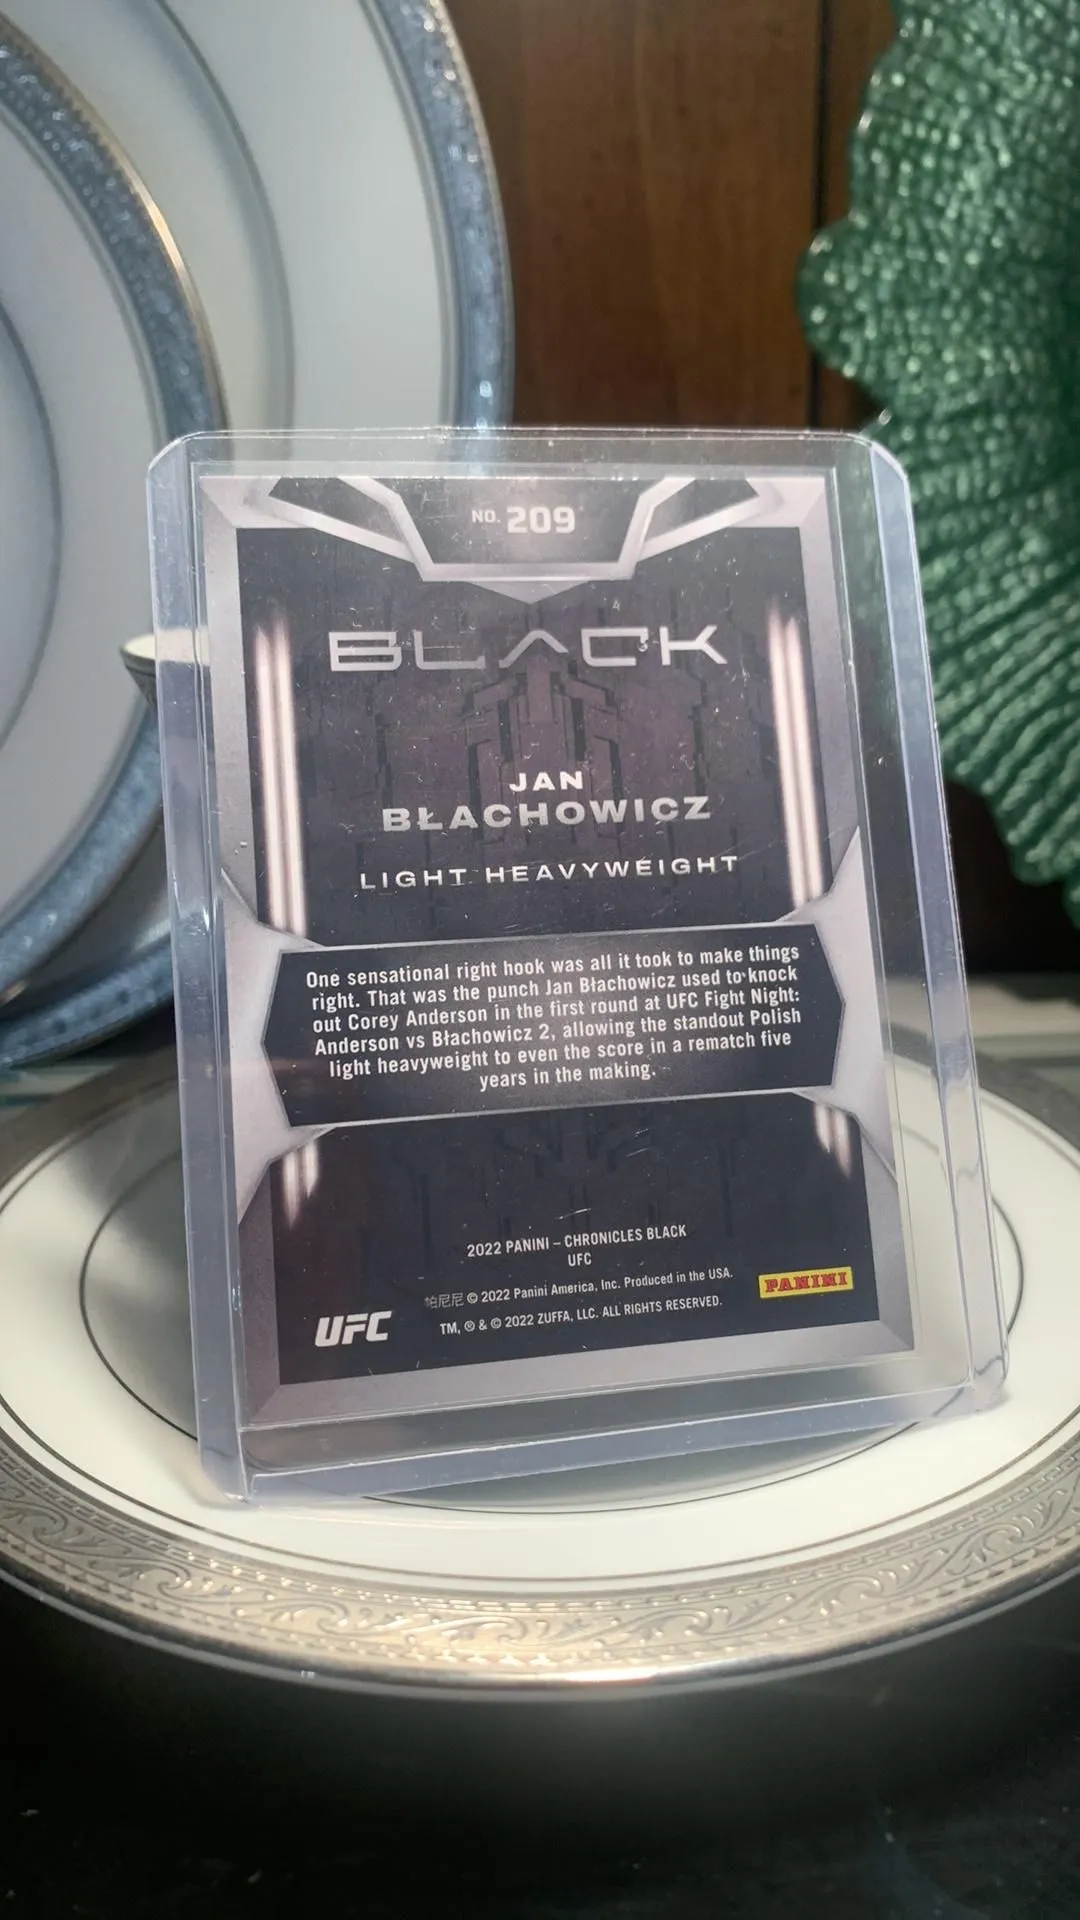 NO. 209
BLACK
JAN
BŁACHOWICZ
LIGHT HEAVYWEIGHT
One sensational right hook was all it took to make things
right. That was the punch Jan Błachowicz used to knock
out Corey Anderson in the first round at UFC Fight Night:
Anderson vs Błachowicz 2, allowing the standout Polish
light heavyweight to even the score in a rematch five
years in the making.
2022 PANINI – CHRONICLES BLACK
UFC
帕尼尼 © 2022 Panini America, Inc. Produced in the USA.
TM, ® & © 2022 ZUFFA, LLC. ALL RIGHTS RESERVED.
UFC
PANINI